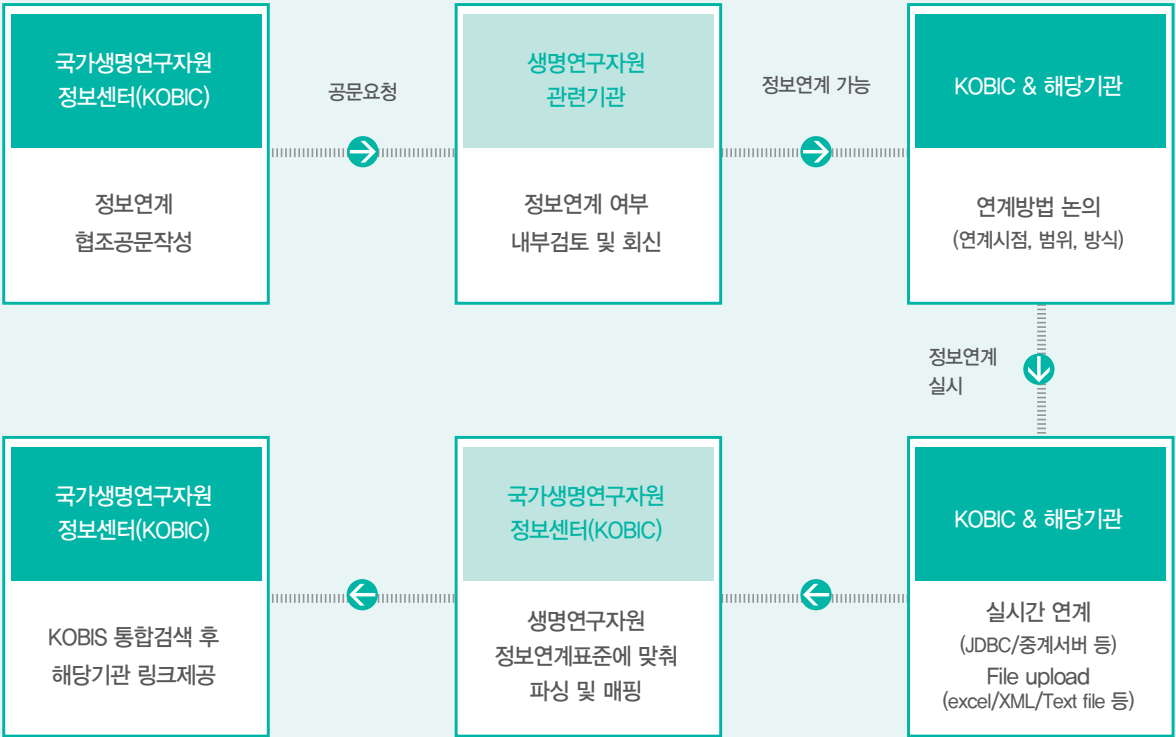 국가생명연구자원
정보센터(KOBIC)
정보연계
협조공문작성
공문요청
생명연구자원
관련기관
정보연계 여부
내부검토 및 회신
정보연계 가능
KOBIC & 해당기관
연계방법 논의
(연계시점, 범위, 방식)
정보연계
실시
KOBIC & 해당기관
실시간 연계
(JDBC/중계서버 등)
File upload
(excel/XML/Text file 등)
국가생명연구자원
정보센터(KOBIC)
생명연구자원
정보연계표준에 맞춰
파싱 및 매핑
국가생명연구자원
정보센터(KOBIC)
KOBIS 통합검색 후
해당기관 링크제공